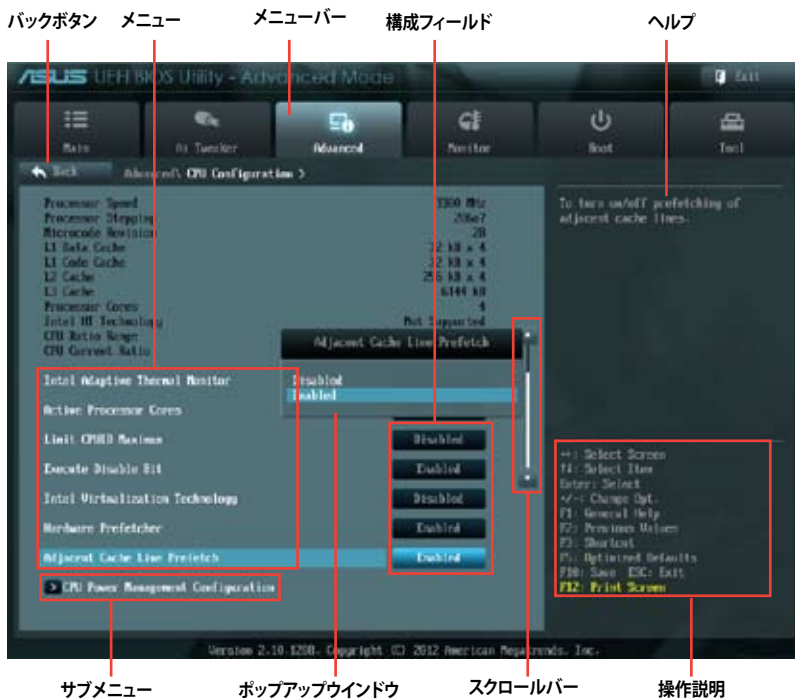 バックボタン
メニュー
メニューバー
構成フィールド
ヘルプ
ASUS UEFI BIOS Utility - Advanced Mode
Exit
Main
Ai Tweaker
Advanced
Monitor
Boot
Tool
Back
Advanced\ CPU Configuration >
Processor Speed 3300 MHz
Processor Stepping 206a7
Microcode Revision 28
L1 Data Cache 32 kB x 4
L1 Code Cache 32 kB x 4
L2 Cache 256 kB x 4
L3 Cache 6144 kB
Processor Cores 4
Intel HT Technology Not Supported
CPU Ratio Range
CPU Current Ratio
To turn on/off prefetching of
adjacent cache lines.
Adjacent Cache Line Prefetch
Disabled
Enabled
Intel Adaptive Thermal Monitor
Active Processor Cores
Limit CPUID Maximum Disabled
Execute Disable Bit Enabled
Intel Virtualization Technology Disabled
Hardware Prefetcher Enabled
Adjacent Cache Line Prefetch Enabled
CPU Power Management Configuration
→←: Select Screen
↑↓: Select Item
Enter: Select
+/-: Change Opt.
F1: General Help
F2: Previous Values
F3: Shortcut
F5: Optimized Defaults
F10: Save ESC: Exit
F12: Print Screen
Version 2.10.1208. Copyright (C) 2012 American Megatrends, Inc.
サブメニュー
ポップアップウインドウ
スクロールバー
操作説明